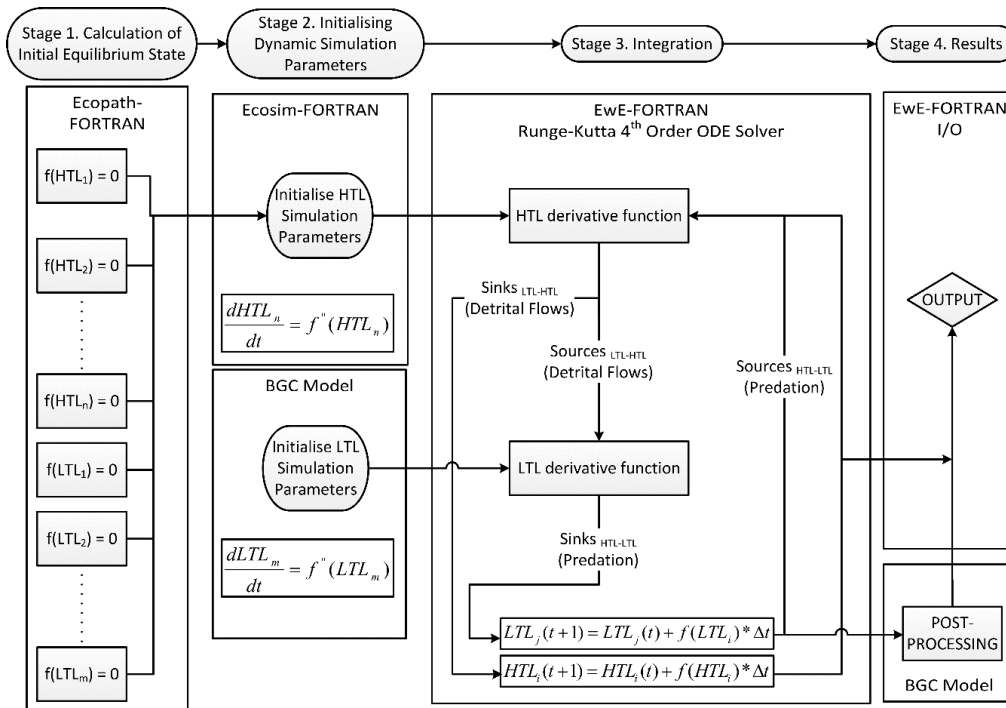 Stage 1. Calculation of
Initial Equilibrium State
Stage 2. Initialising
Dynamic Simulation
Parameters
Stage 3. Integration
Stage 4. Results
Ecopath-
FORTRAN
f(HTL₁) = 0
f(HTL₂) = 0
f(HTLₙ) = 0
f(LTL₁) = 0
f(LTL₂) = 0
f(LTLₘ) = 0
Ecosim-FORTRAN
Initialise HTL
Simulation
Parameters
dHTLₙ
dt
= f"(HTLₙ)
BGC Model
Initialise LTL
Simulation
Parameters
dLTLₘ
dt
= f"(LTLₘ)
EwE-FORTRAN
Runge-Kutta 4th Order ODE Solver
HTL derivative function
Sinks LTL-HTL
(Detrital Flows)
Sources LTL-HTL
(Detrital Flows)
Sources HTL-LTL
(Predation)
LTL derivative function
Sinks HTL-LTL
(Predation)
LTLⱼ(t+1) = LTLⱼ(t) + f(LTLᵢ) * Δt
HTLᵢ(t+1) = HTLᵢ(t) + f(HTLᵢ) * Δt
EwE-FORTRAN
I/O
OUTPUT
POST-
PROCESSING
BGC Model